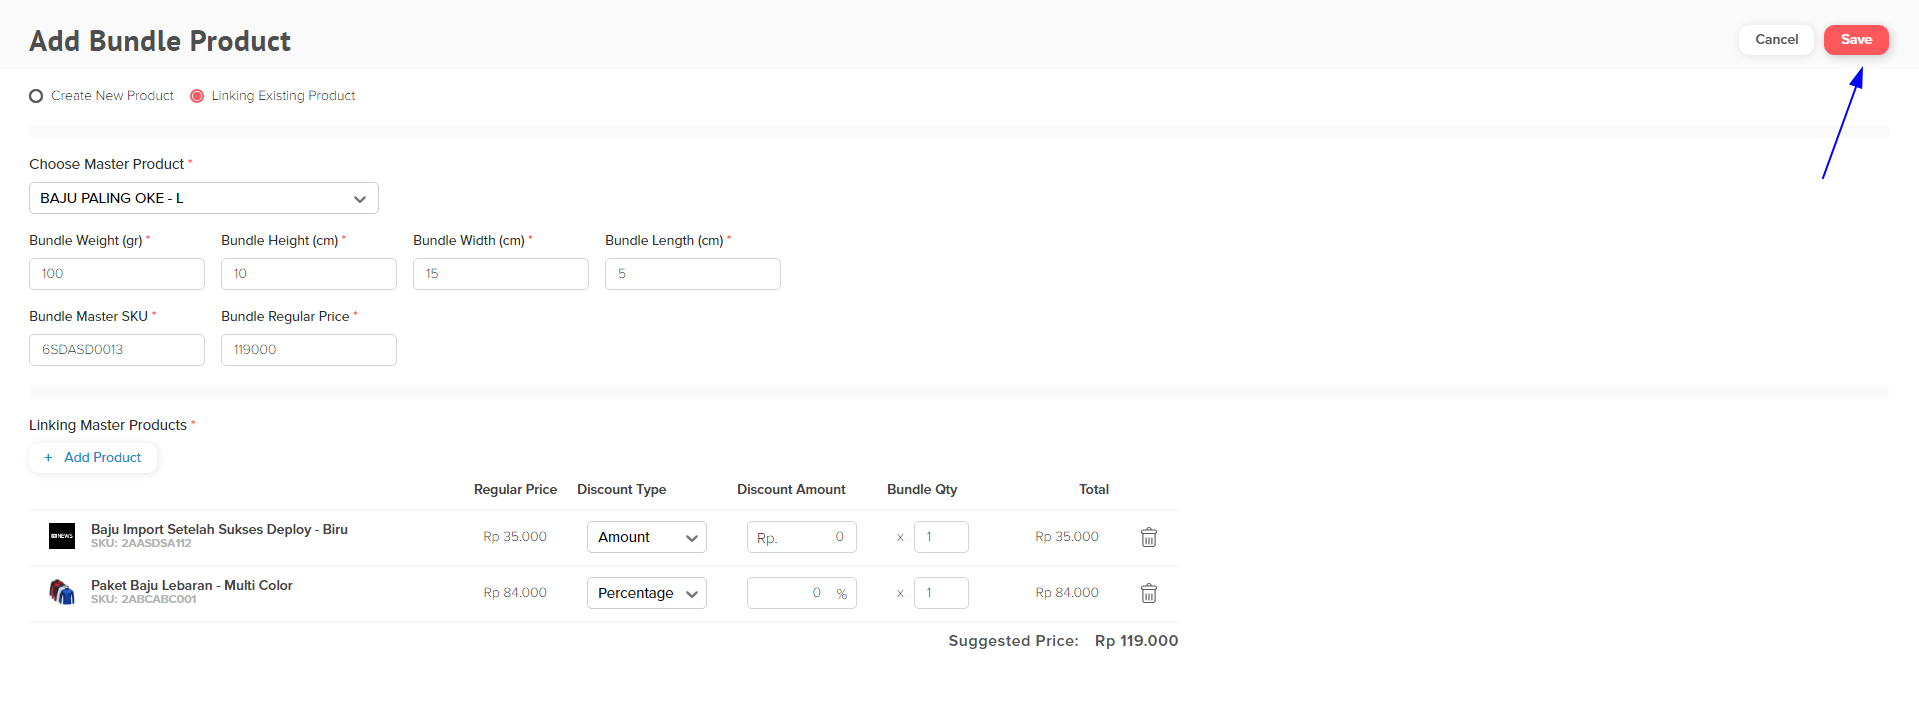 Add Bundle Product
Cancel
Save
Create New Product
Linking Existing Product
Choose Master Product *
BAJU PALING OKE - L
Bundle Weight (gr) *
Bundle Height (cm) *
Bundle Width (cm) *
Bundle Length (cm) *
100
10
15
5
Bundle Master SKU *
Bundle Regular Price *
6SDASD0013
119000
Linking Master Products *
+ Add Product
Regular Price
Discount Type
Discount Amount
Bundle Qty
Total
NEWS
Baju Import Setelah Sukses Deploy - Biru
SKU: 2AASDSA112
Rp 35.000
Amount
Rp. 0
x 1
Rp 35.000
Paket Baju Lebaran - Multi Color
SKU: 2ABCABC001
Rp 84.000
Percentage
0 %
x 1
Rp 84.000
Suggested Price: Rp 119.000